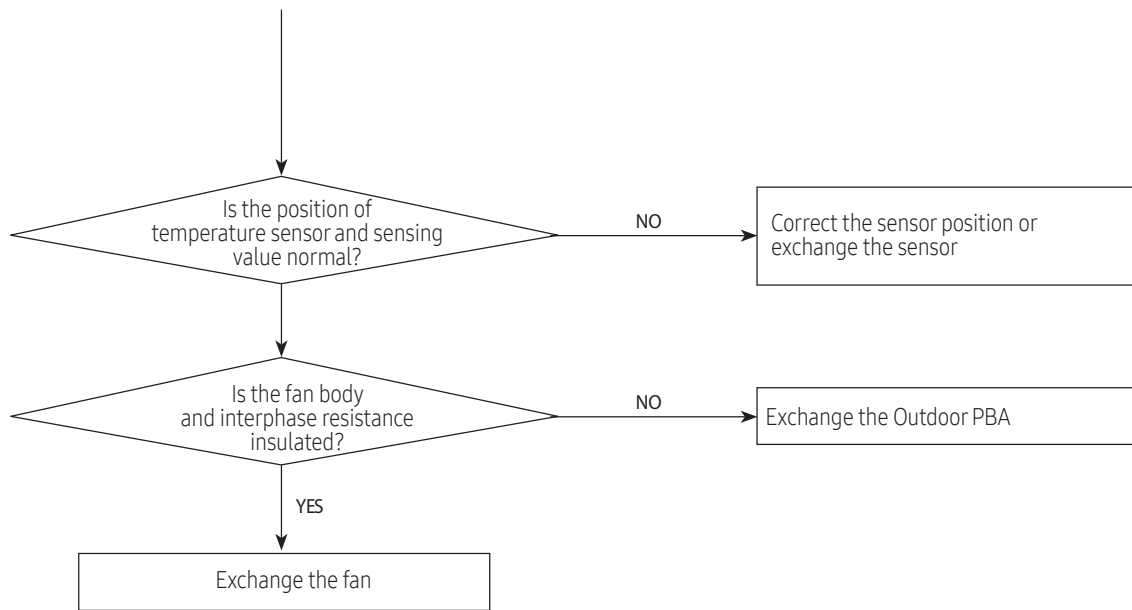 Is the position of
temperature sensor and sensing
value normal?
NO
Correct the sensor position or
exchange the sensor
Is the fan body
and interphase resistance
insulated?
NO
Exchange the Outdoor PBA
YES
Exchange the fan